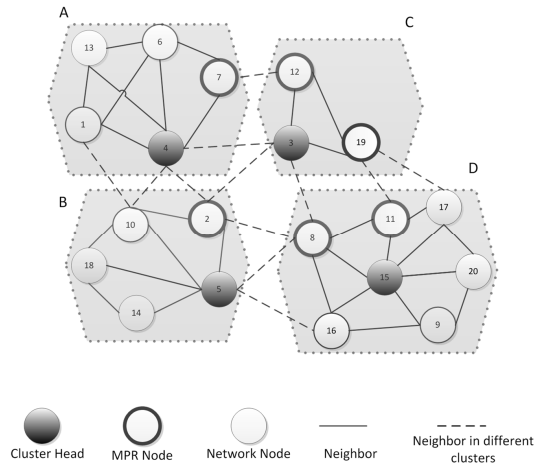 A
C
13
6
7
12
1
4
3
19
D
B
10
2
8
11
17
18
5
15
20
14
16
9
Cluster Head
MPR Node
Network Node
Neighbor
Neighbor in different
clusters